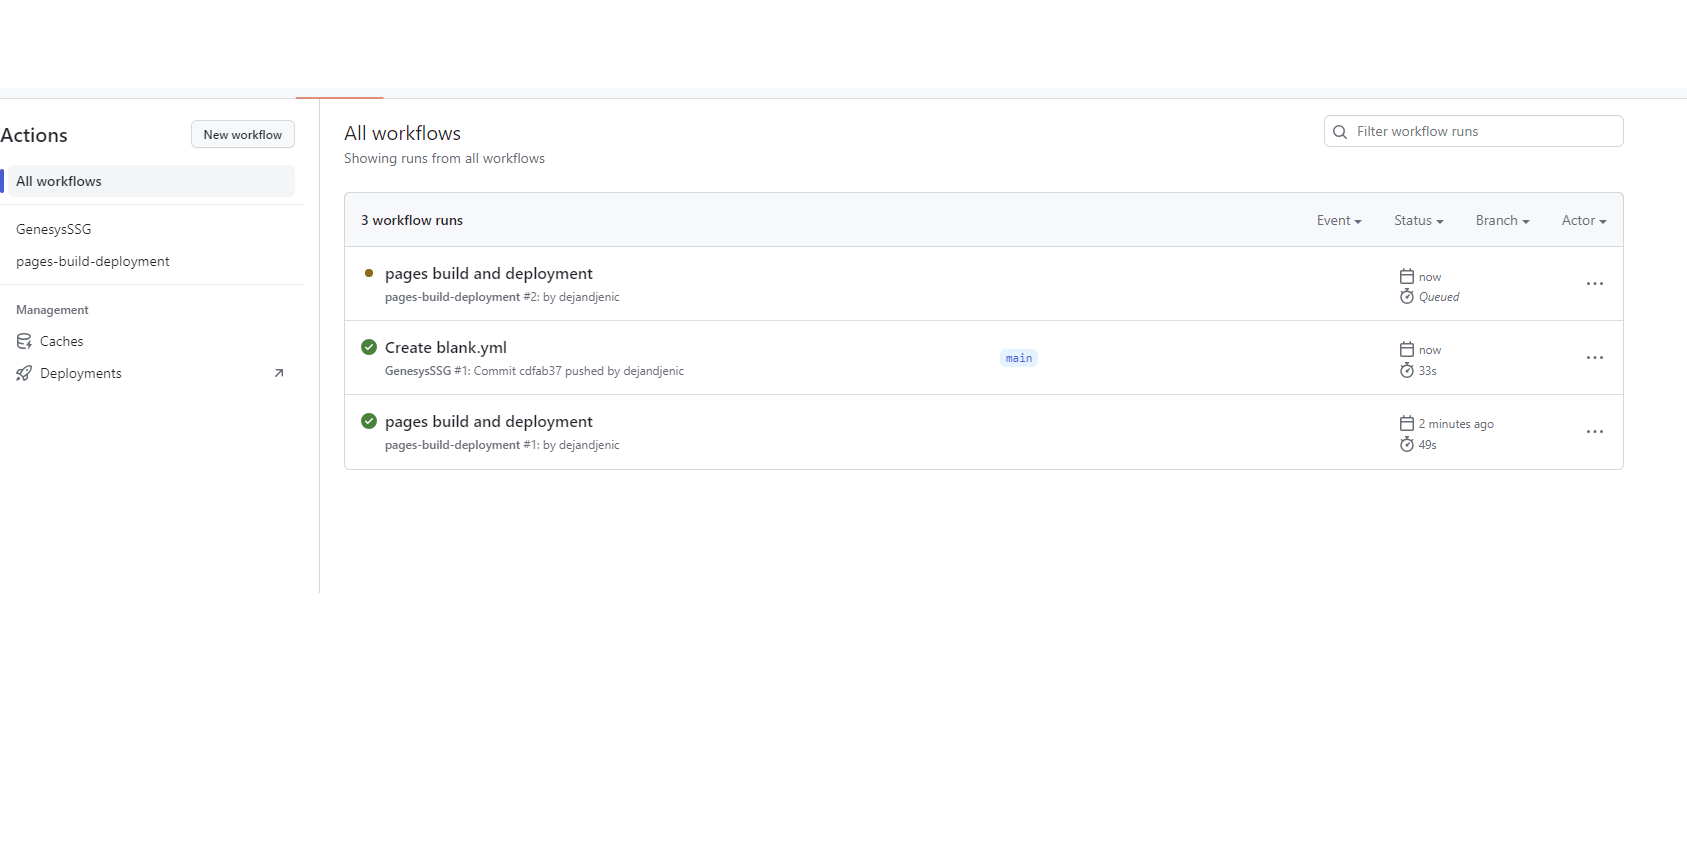 Actions
New workflow
All workflows
GenesysSSG
pages-build-deployment
Management
Caches
Deployments
All workflows
Showing runs from all workflows
Filter workflow runs
3 workflow runs
Event
Status
Branch
Actor
pages build and deployment
pages-build-deployment #2: by dejandjenic
now
Queued
Create blank.yml
GenesysSSG #1: Commit cdfab37 pushed by dejandjenic
main
now
33s
pages build and deployment
pages-build-deployment #1: by dejandjenic
2 minutes ago
49s